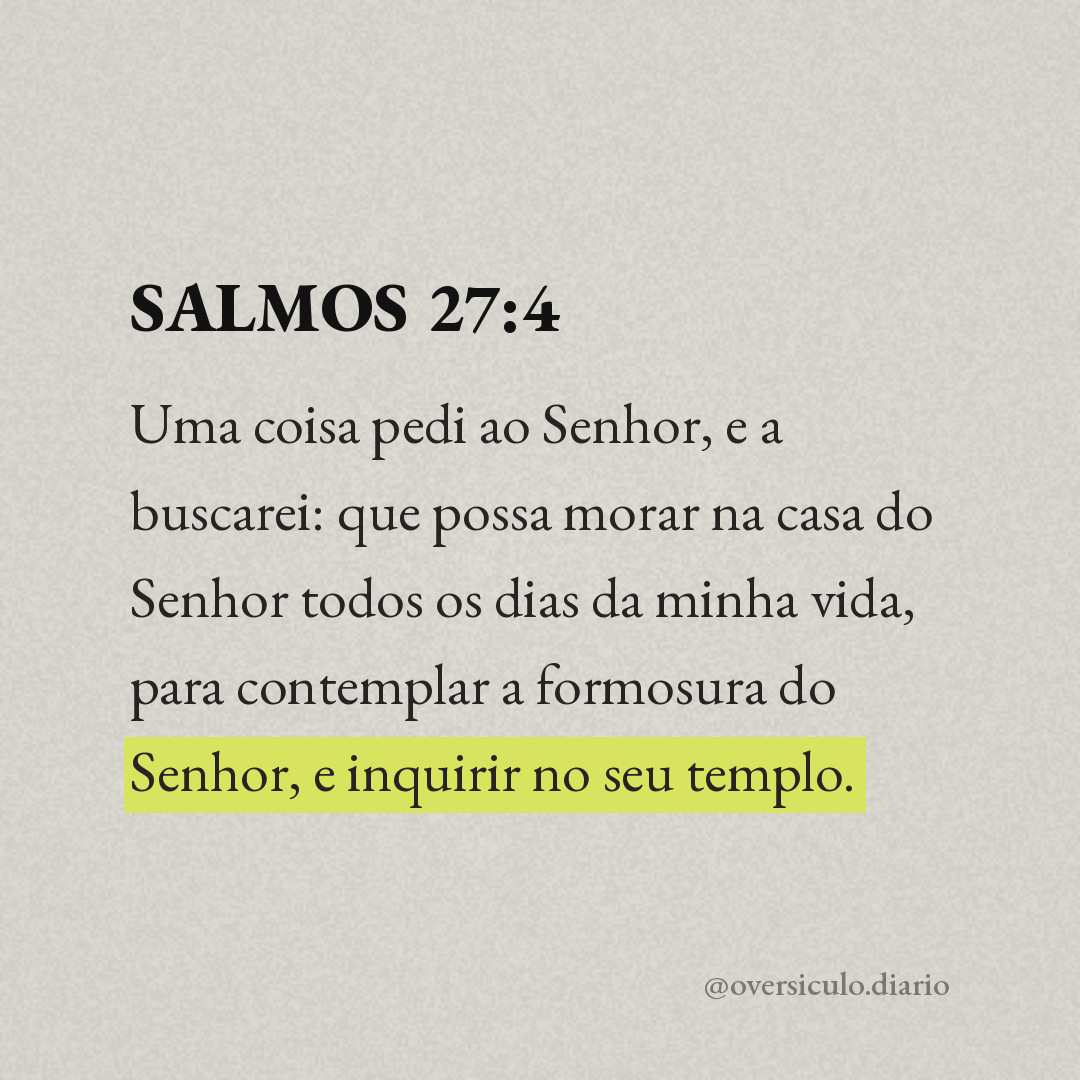 SALMOS 27:4
Uma coisa pedi ao Senhor, e a
buscarei: que possa morar na casa do
Senhor todos os dias da minha vida,
para contemplar a formosura do
Senhor, e inquirir no seu templo.
@oversiculo.diario